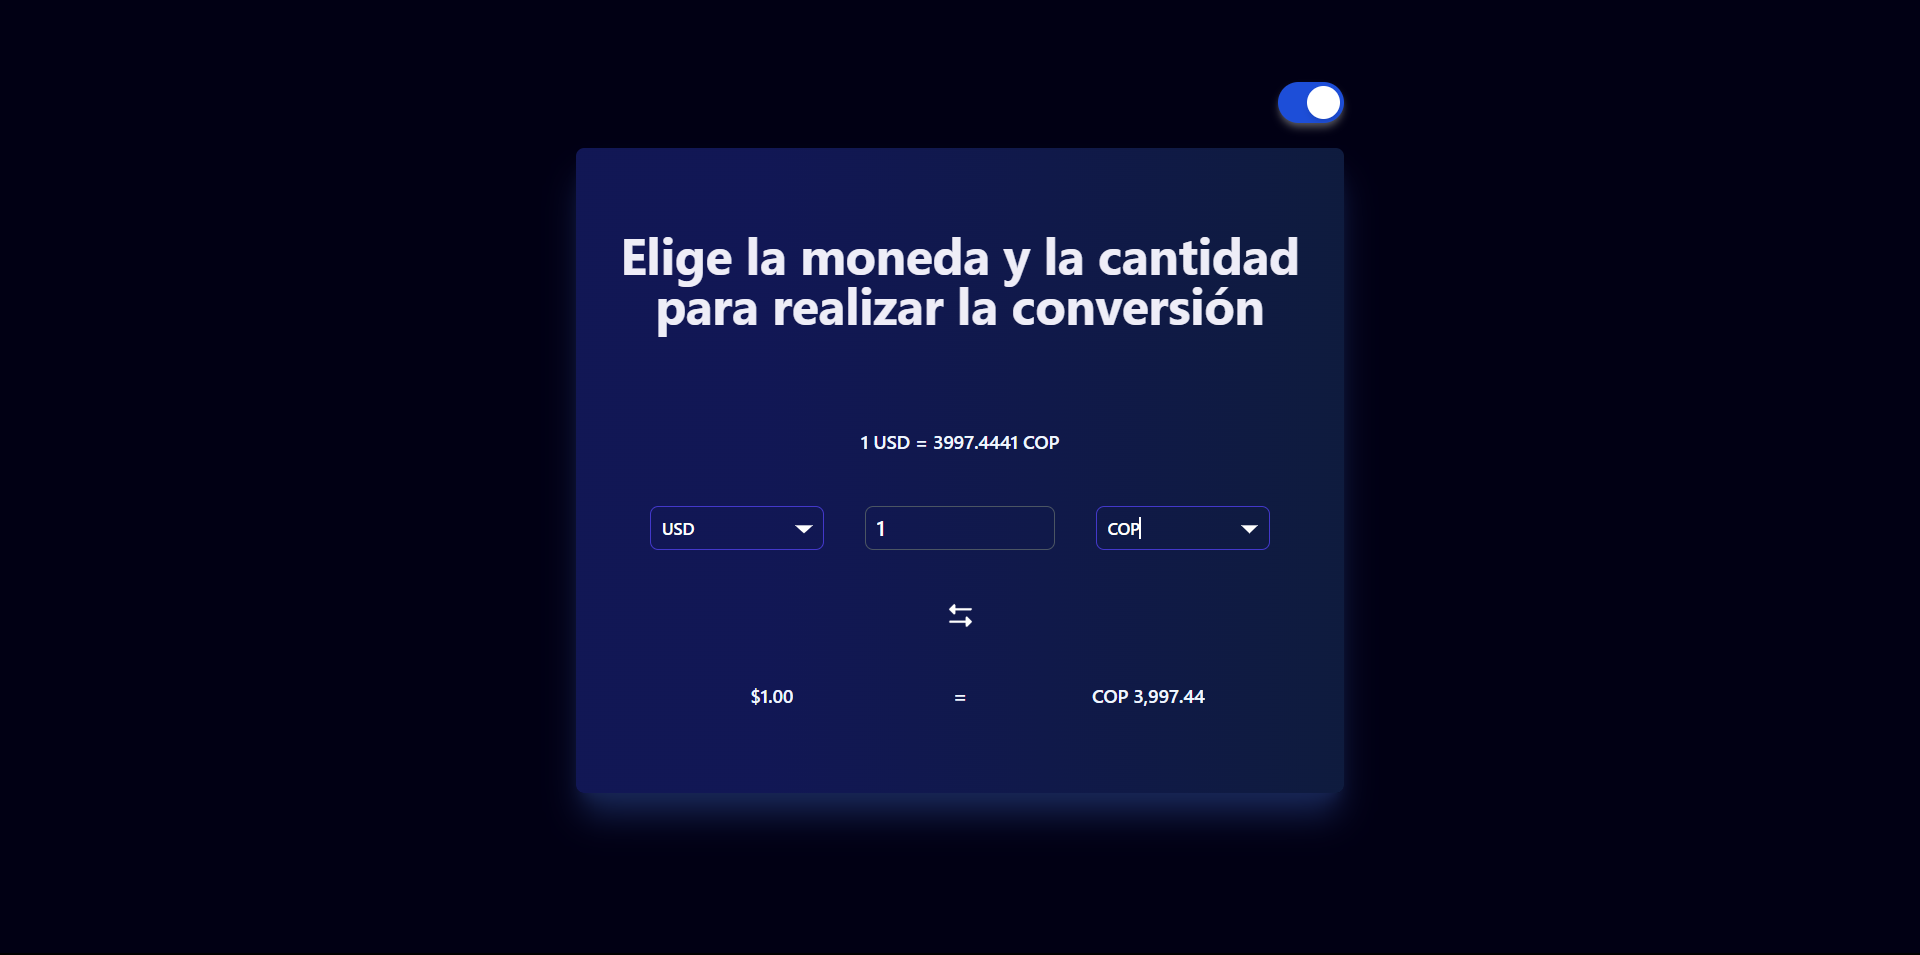 Elige la moneda y la cantidad
para realizar la conversión
1 USD = 3997.4441 COP
USD 1 COP
$1.00 = COP 3,997.44